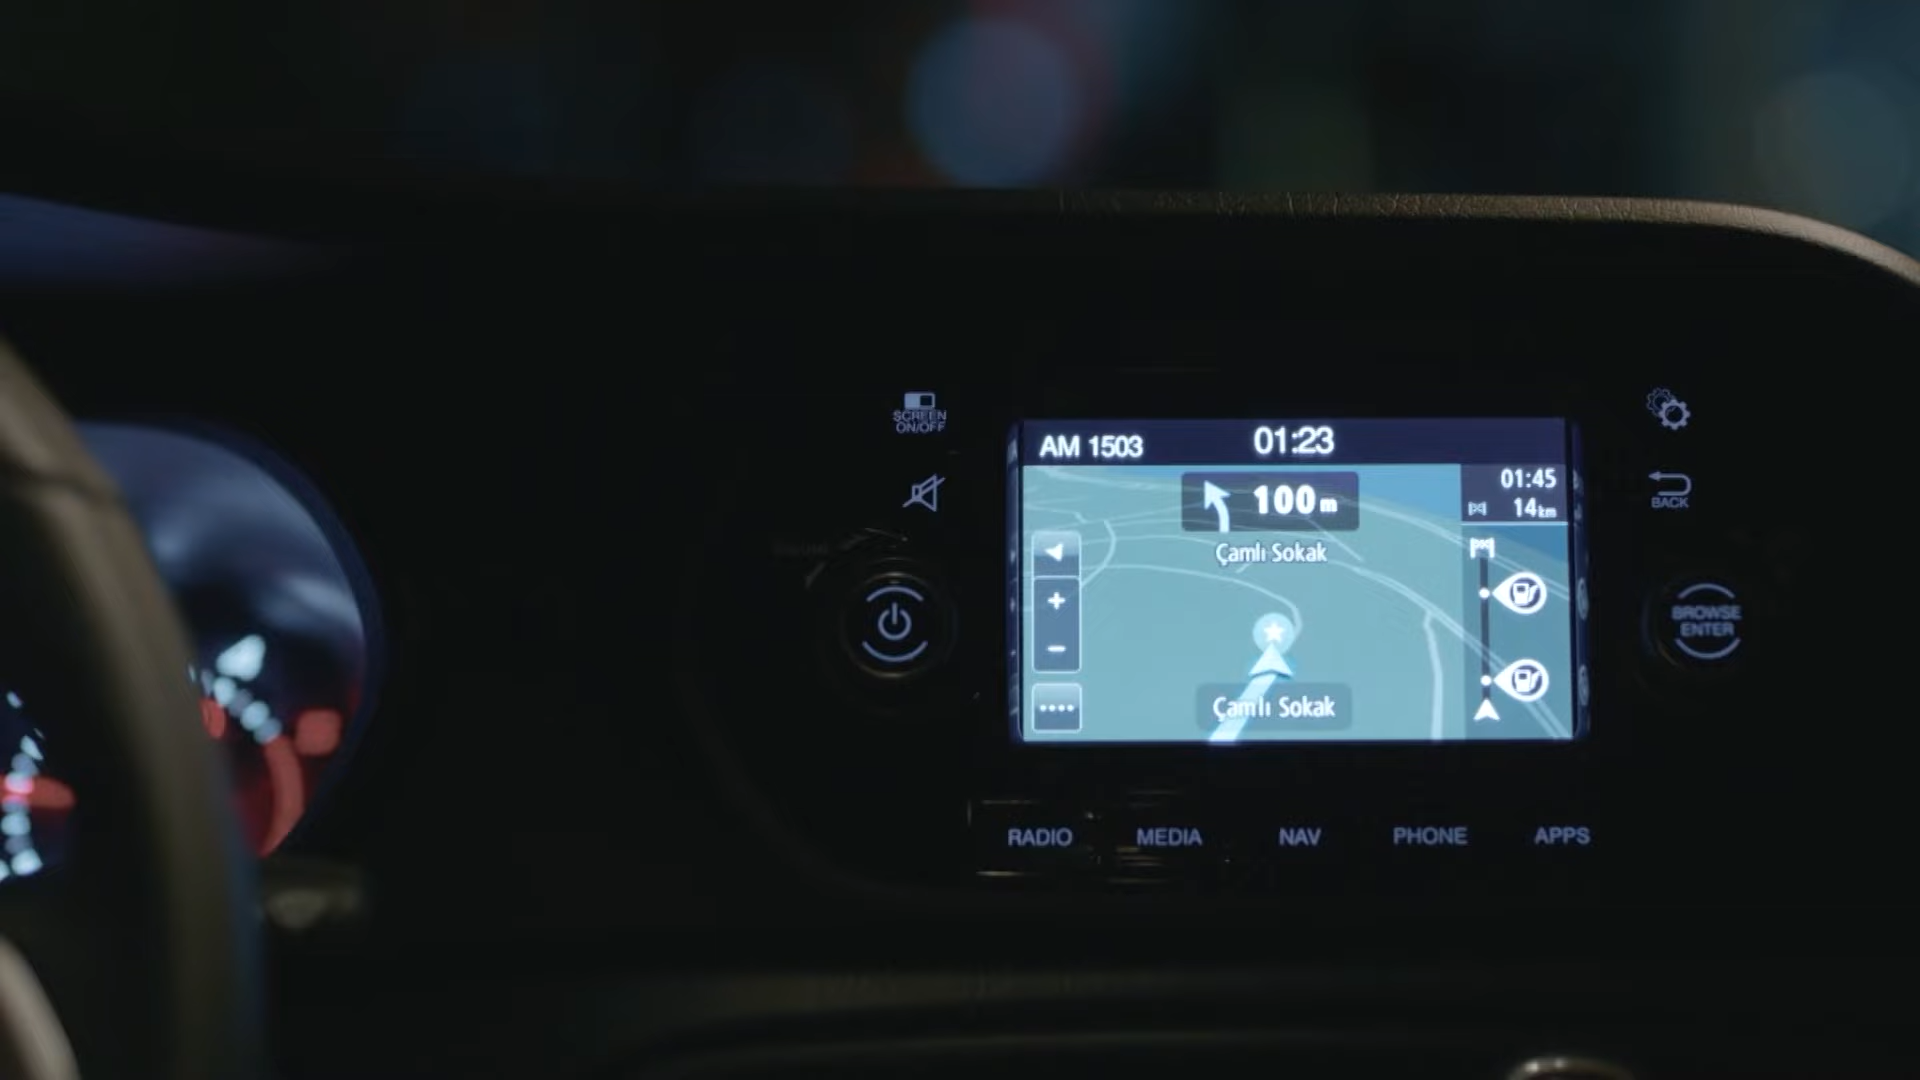 SCREEN
ON/OFF
AM 1503
01:23
01:45
14km
100m
Çamlı Sokak
Çamlı Sokak
BACK
BROWSE
ENTER
RADIO
MEDIA
NAV
PHONE
APPS